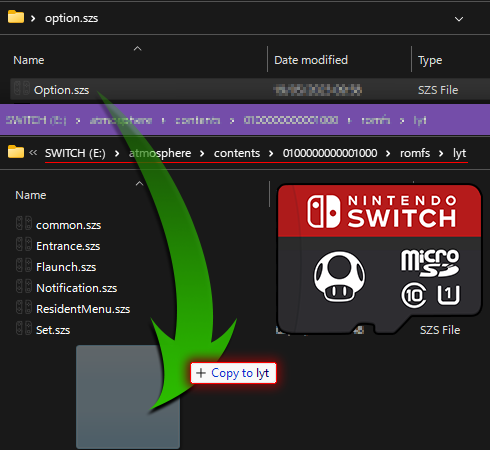 option.szs
Name Date modified Type
Option.szs SZS File
SWITCH (E:) > atmosphere > contents > 0100000000001000 > romfs > lyt
SWITCH (E:) > atmosphere > contents > 0100000000001000 > romfs > lyt
Name
common.szs
Entrance.szs
Flaunch.szs
Notification.szs
ResidentMenu.szs
Set.szs SZS File
NINTENDO
SWITCH
micro
SD
10 U1
+ Copy to lyt